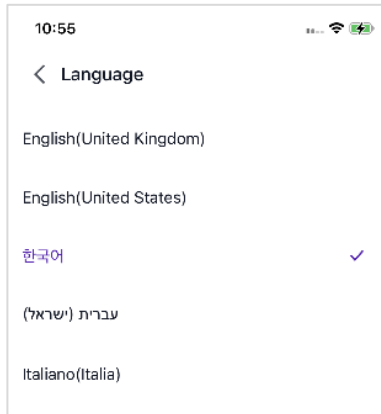 10:55
Language
English(United Kingdom)
English(United States)
한국어
עברית (ישראל)
Italiano(Italia)